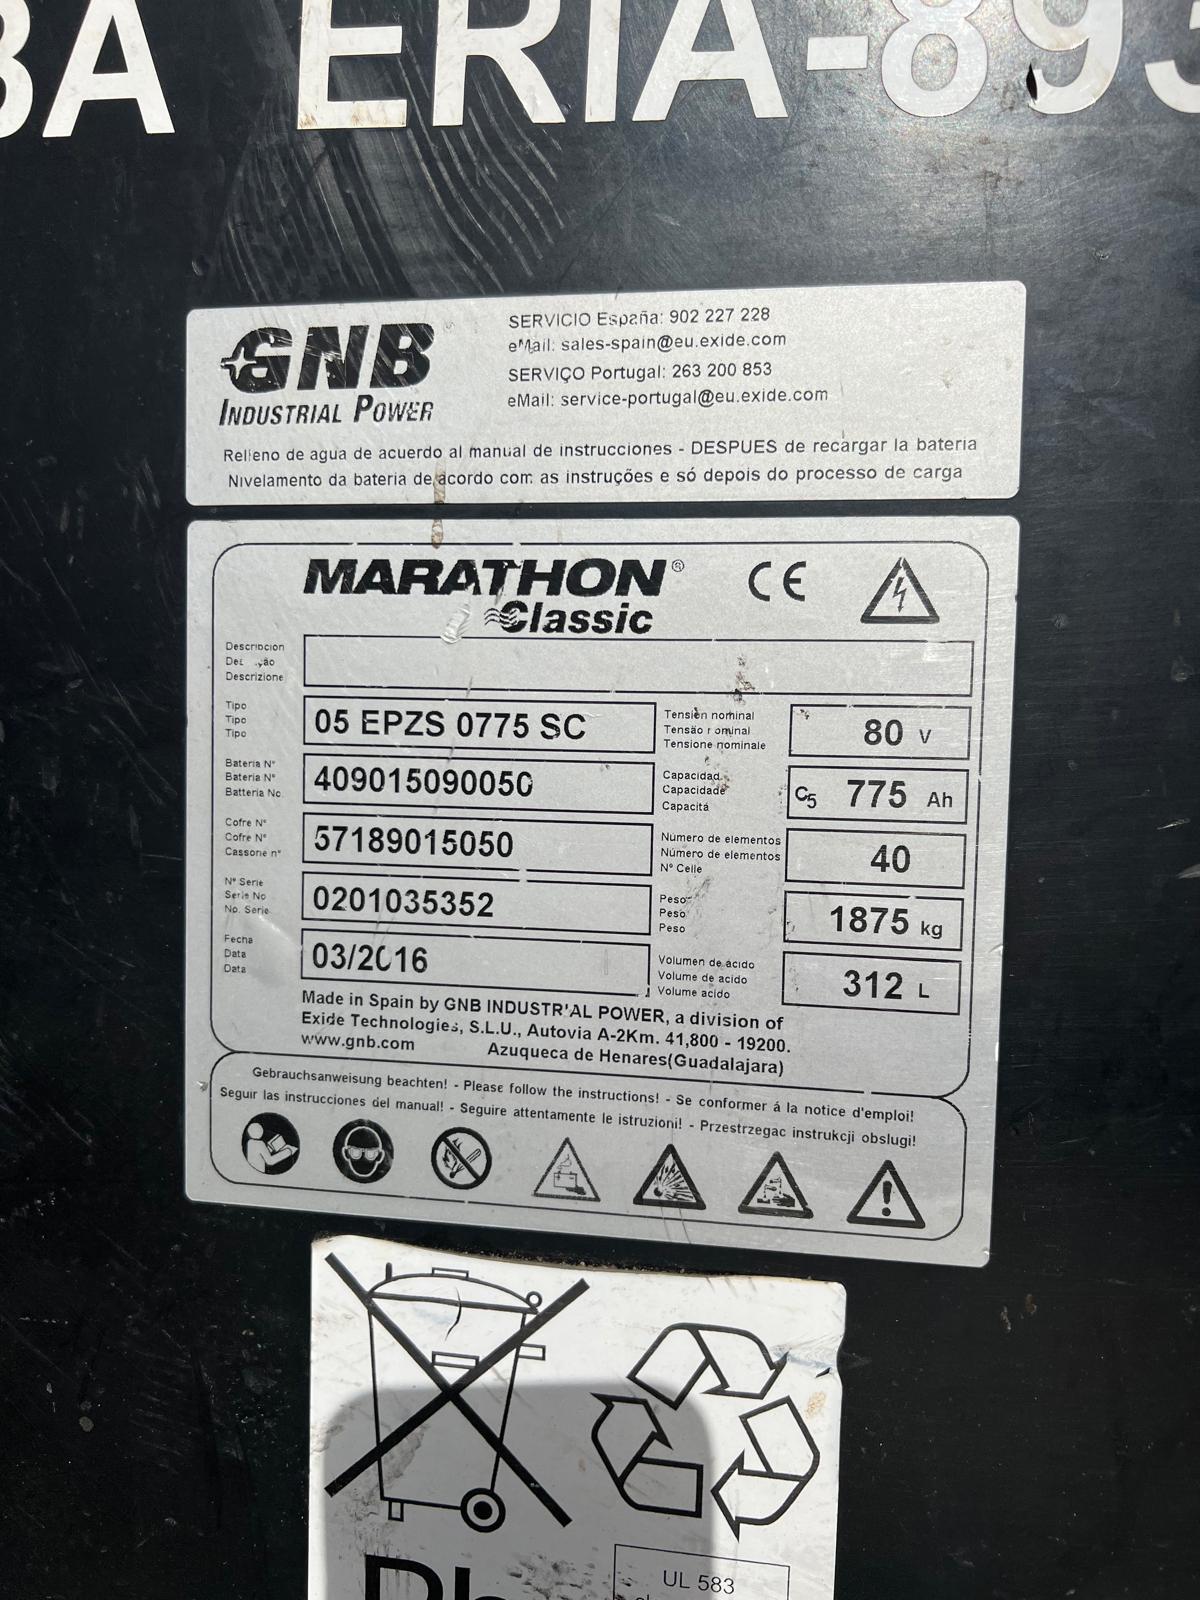 BA ERIA-895
GNB
INDUSTRIAL POWER
SERVICIO España: 902 227 228
eMail: sales-spain@eu.exide.com
SERVIÇO Portugal: 263 200 853
eMail: service-portugal@eu.exide.com
Relleno de agua de acuerdo al manual de instrucciones - DESPUES de recargar la bateria
Nivelamento da bateria de acordo com as instruções e só depois do processo de carga
MARATHON®
Classic
CE
Descripcion
Descrizione
Tipo
Tipo
Tipo
05 EPZS 0775 SC
Tensión nominal
Tensão nominal
Tensione nominale
80 V
Bateria N°
Bateria N°
Batteria No.
409015090050
Capacidad
Capacidade
Capacitá
C5 775 Ah
Cofre N°
Cofre N°
Cassone n°
57189015050
Número de elementos
Número de elementos
N° Celle
40
N° Serie
Serie No
No. Serie
0201035352
Peso
Peso
Peso
1875 kg
Fecha
Data
Data
03/2016
Volumen de acido
Volume de acido
Volume acido
312 L
Made in Spain by GNB INDUSTRIAL POWER, a division of
Exide Technologies, S.L.U., Autovia A-2Km. 41,800 - 19200.
www.gnb.com Azuqueca de Henares(Guadalajara)
Gebrauchsanweisung beachten! - Please follow the instructions! - Se conformer á la notice d'emploi!
Seguir las instrucciones del manual! - Seguire attentamente le istruzioni! - Przestrzegac instrukcji obslugi!
Pb
UL 583